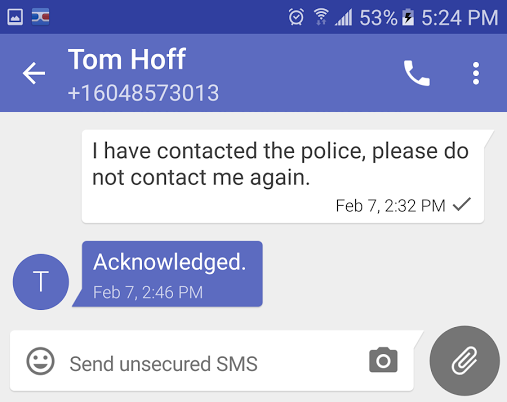 53% 5:24 PM
Tom Hoff
+16048573013
I have contacted the police, please do
not contact me again.
Feb 7, 2:32 PM
T
Acknowledged.
Feb 7, 2:46 PM
Send unsecured SMS